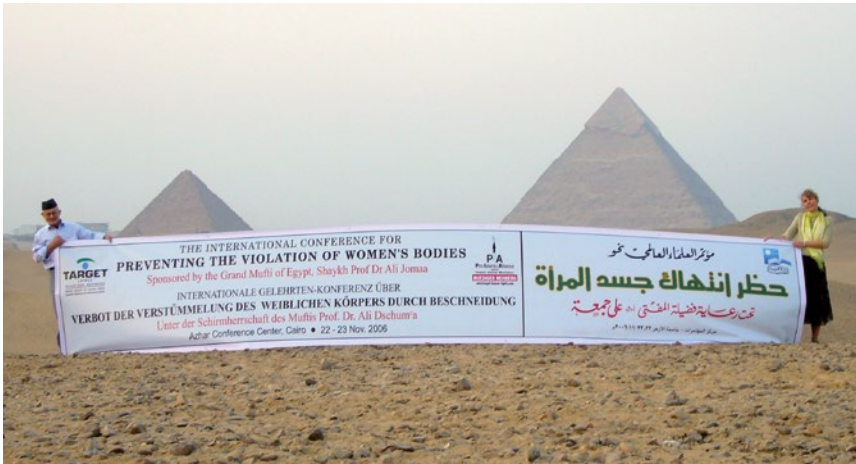 TARGET
THE INTERNATIONAL CONFERENCE FOR
PREVENTING THE VIOLATION OF WOMEN'S BODIES
Sponsored by the Grand Mufti of Egypt, Shaykh Prof Dr Ali Jomaa
INTERNATIONALE GELEHRTEN-KONFERENZ ÜBER
VERBOT DER VERSTÜMMELUNG DES WEIBLICHEN KÖRPERS DURCH BESCHNEIDUNG
Unter der Schirmherrschaft des Muftis Prof. Dr. Ali Dschum'a
Azhar Conference Center, Cairo • 22 - 23 Nov. 2006
P A
مؤتمر العلماء العالمي نحو
حظر انتهاك جسد المرأة
تحت رعاية فضيلة المفتي أ.د. على جمعة